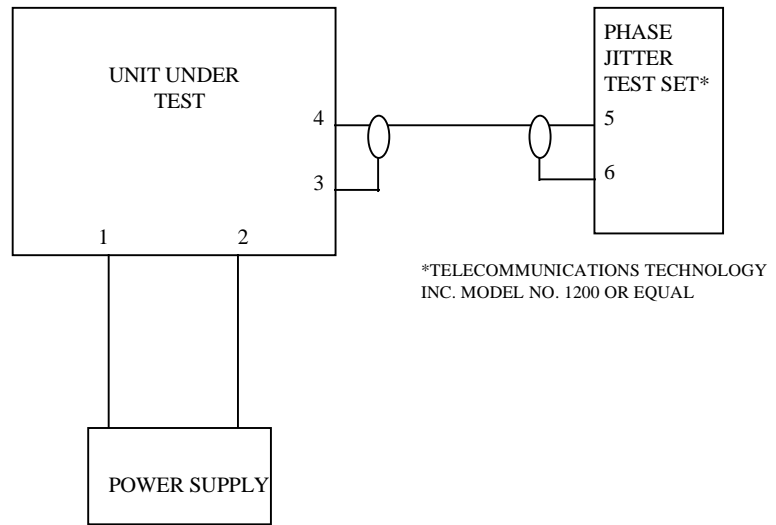 UNIT UNDER
TEST
PHASE
JITTER
TEST SET*
4
5
3
6
1
2
*TELECOMMUNICATIONS TECHNOLOGY
INC. MODEL NO. 1200 OR EQUAL
POWER SUPPLY